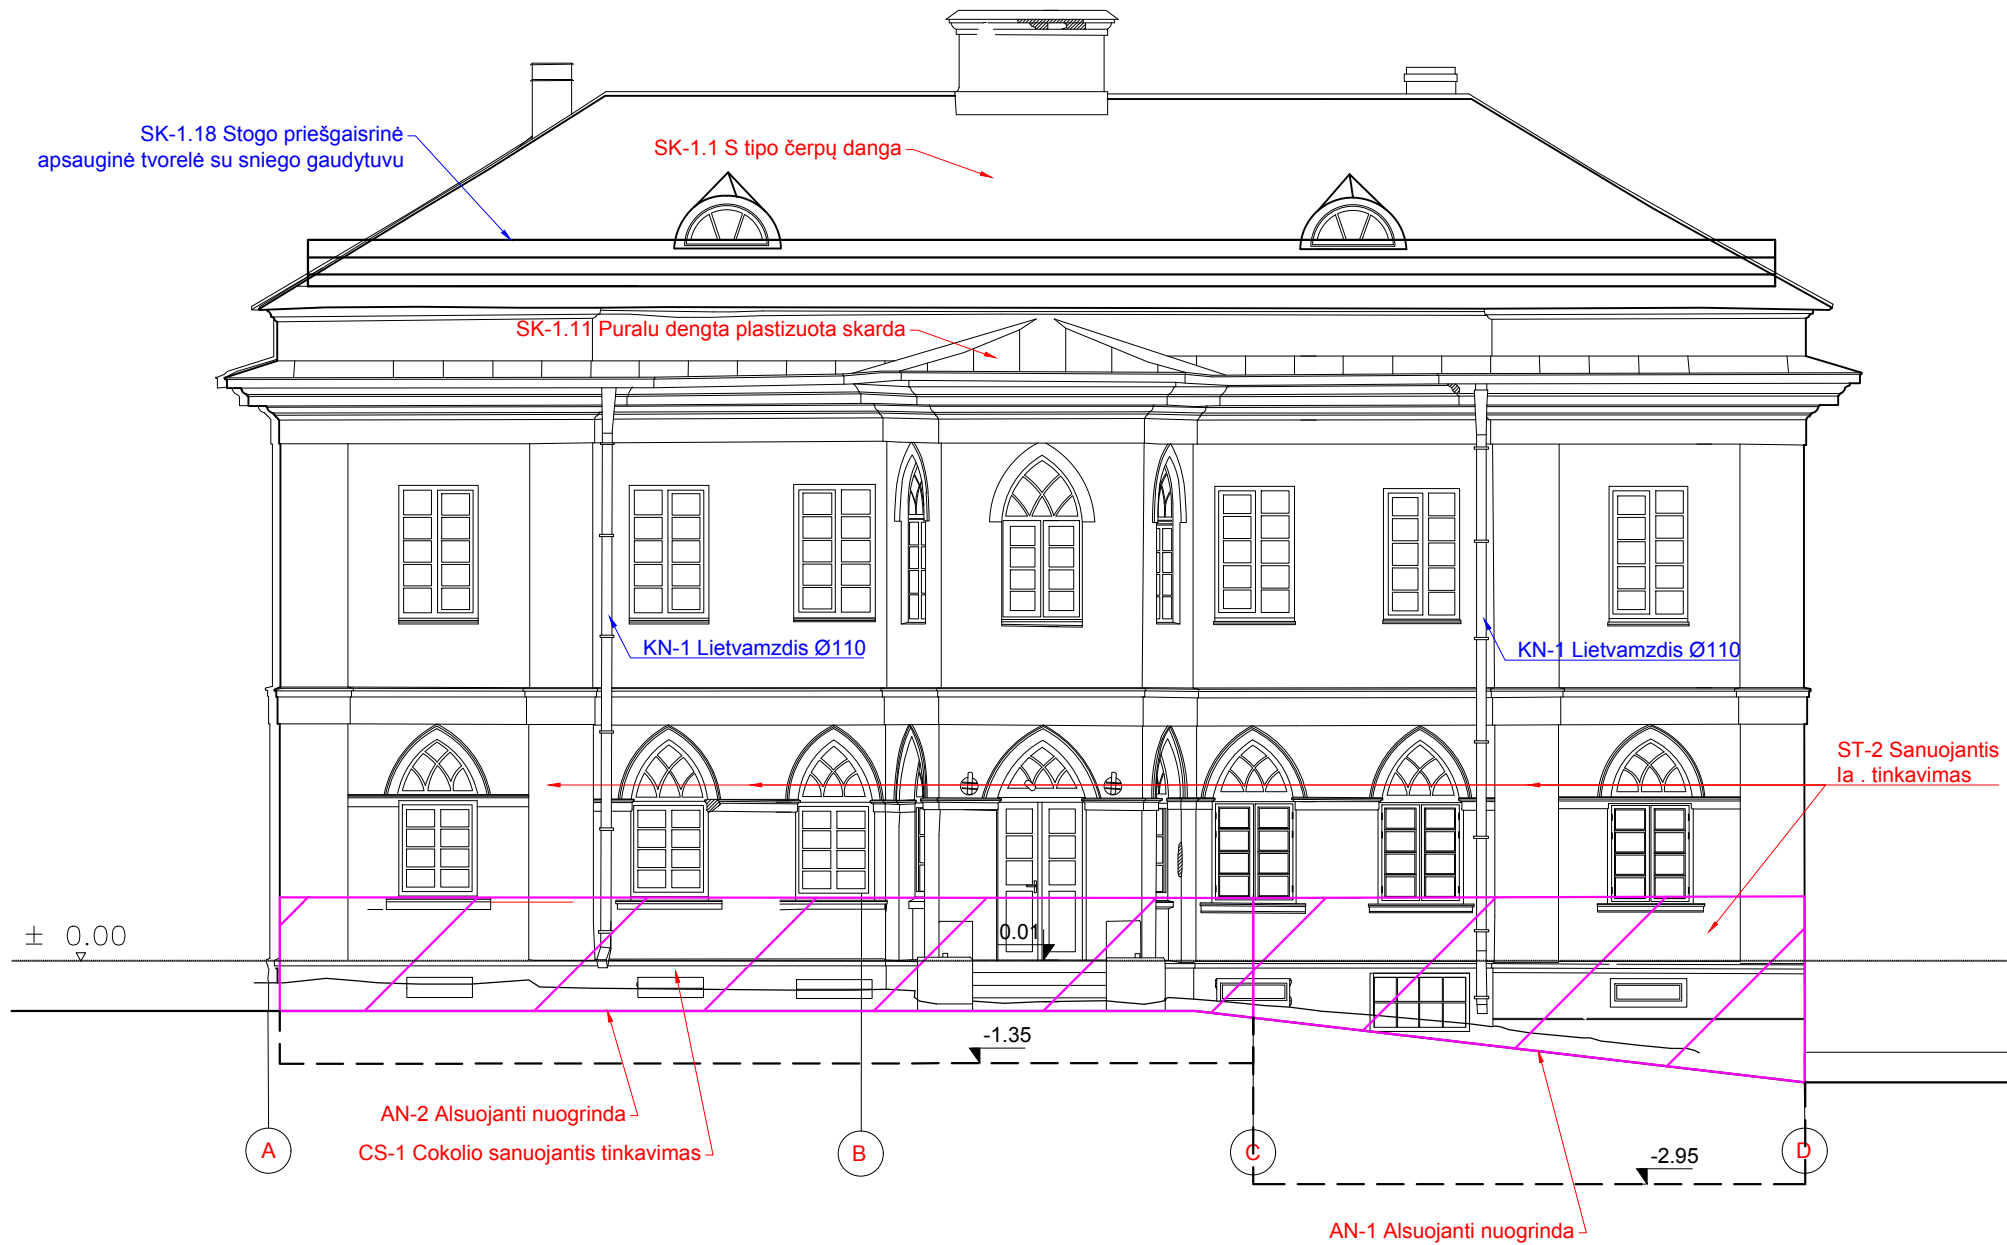 SK-1.18 Stogo priešgaisrinė
apsauginė tvorelė su sniego gaudytuvu
SK-1.1 S tipo čerpų danga
SK-1.11 Puralu dengta plastizuota skarda
KN-1 Lietvamzdis Ø110
KN-1 Lietvamzdis Ø110
ST-2 Sanuojantis
la . tinkavimas
± 0.00
0.01
-1.35
AN-2 Alsuojanti nuogrinda
CS-1 Cokolio sanuojantis tinkavimas
A
B
C
D
-2.95
AN-1 Alsuojanti nuogrinda